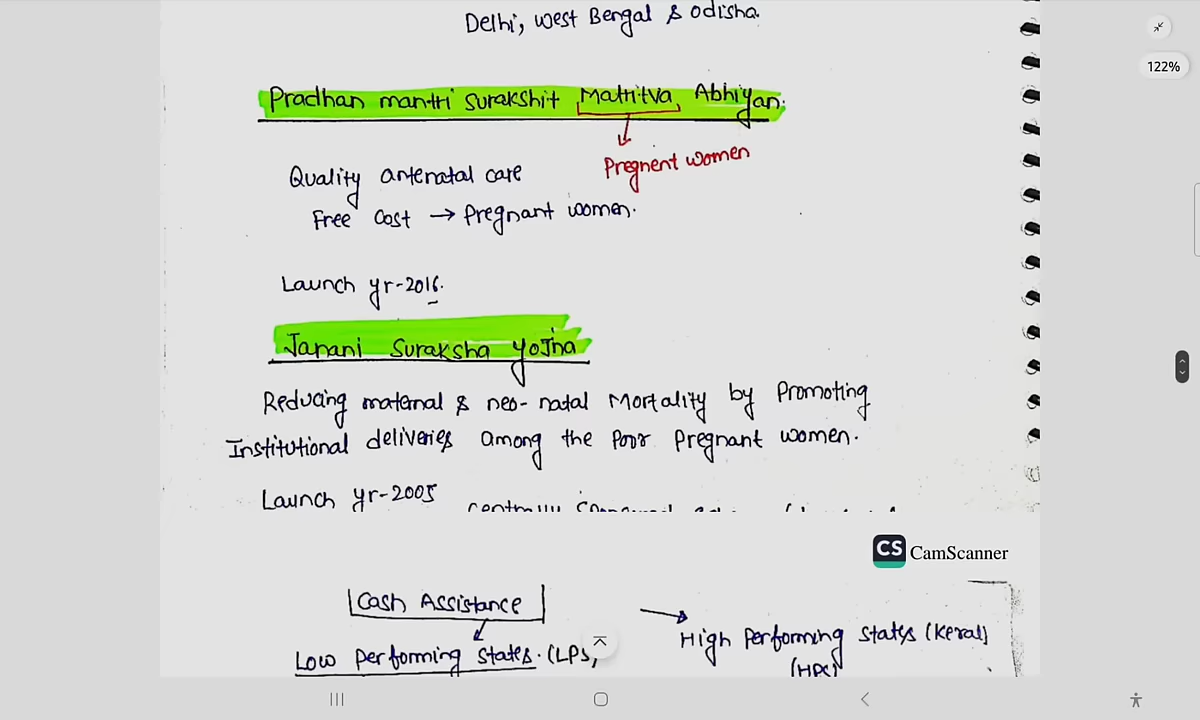 Delhi, West Bengal & Odisha.
122%
Pradhan mantri Surakshit Matritva Abhiyan.
Pregnent women
Quality antenatal care
Free Cost → Pregnant women.
Launch yr-2016.
Janani Suraksha Yojna
Reducing maternal & neo-natal Mortality by Promoting
Institutional deliveries among the Poor Pregnant women.
Launch yr-2005
CS CamScanner
Cash Assistance
Low Performing States. (LPS)
High Performing States (Keral)